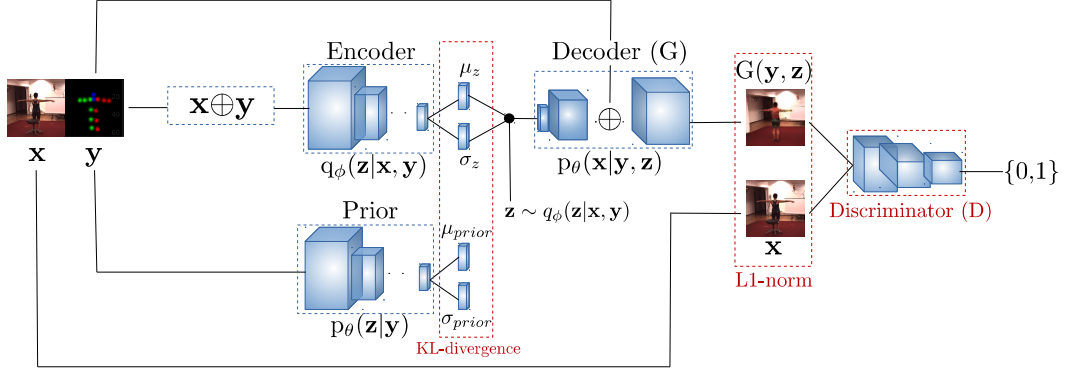 Encoder
Decoder (G)
μ_z
G(y, z)
x⊕y
⊕
σ_z
x
y
q_ϕ(z|x, y)
p_θ(x|y, z)
{0,1}
z ∼ q_ϕ(z|x, y)
Discriminator (D)
Prior
μ_prior
x
L1-norm
σ_prior
p_θ(z|y)
KL-divergence